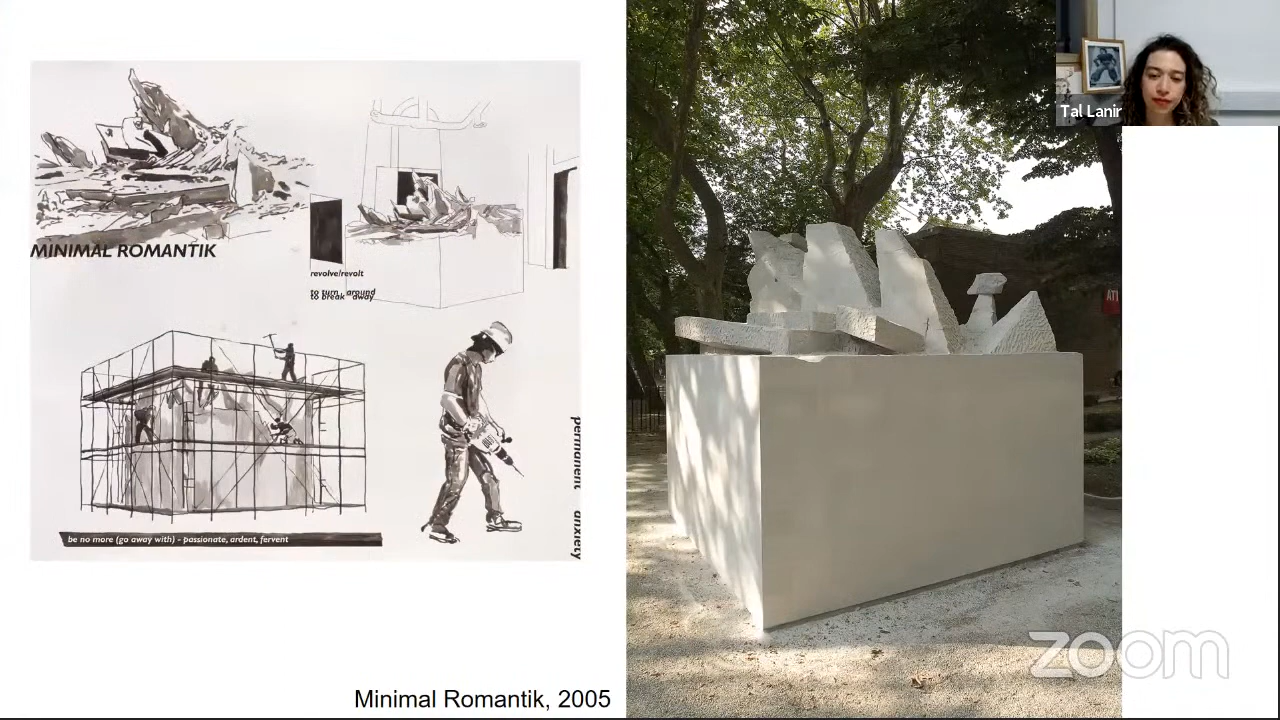 MINIMAL ROMANTIK
revolve/revolt
to turn around
to break away
permanent anxiety
be no more (go away with) - passionate, ardent, fervent
Minimal Romantik, 2005
Tal Lanir
AT
zoom